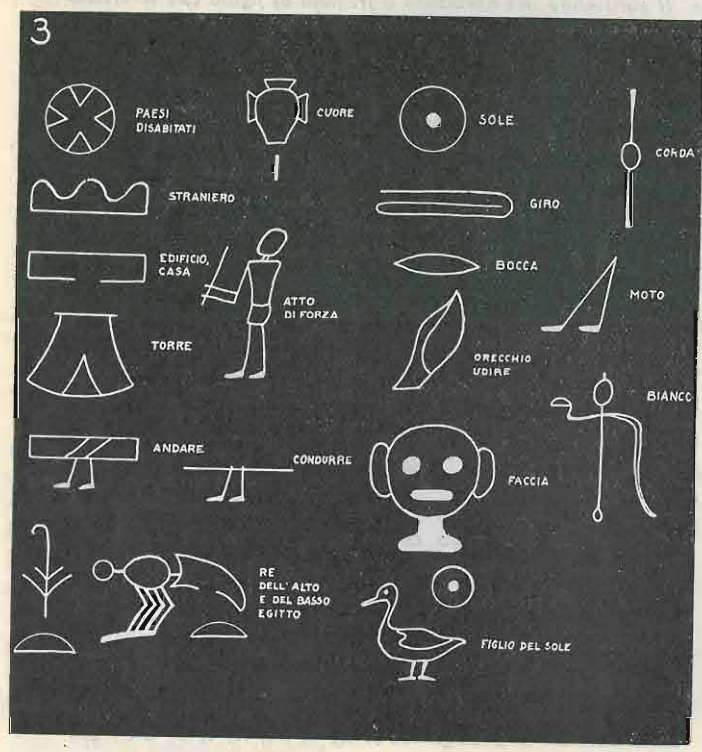 3
PAESI
DISABITATI
CUORE
SOLE
CORDA
STRANIERO
GIRO
EDIFICIO,
CASA
ATTO
DI FORZA
BOCCA
MOTO
TORRE
ORECCHIO
UDIRE
BIANCO
ANDARE
CONDURRE
FACCIA
RE
DELL'ALTO
E DEL BASSO
EGITTO
FIGLIO DEL SOLE